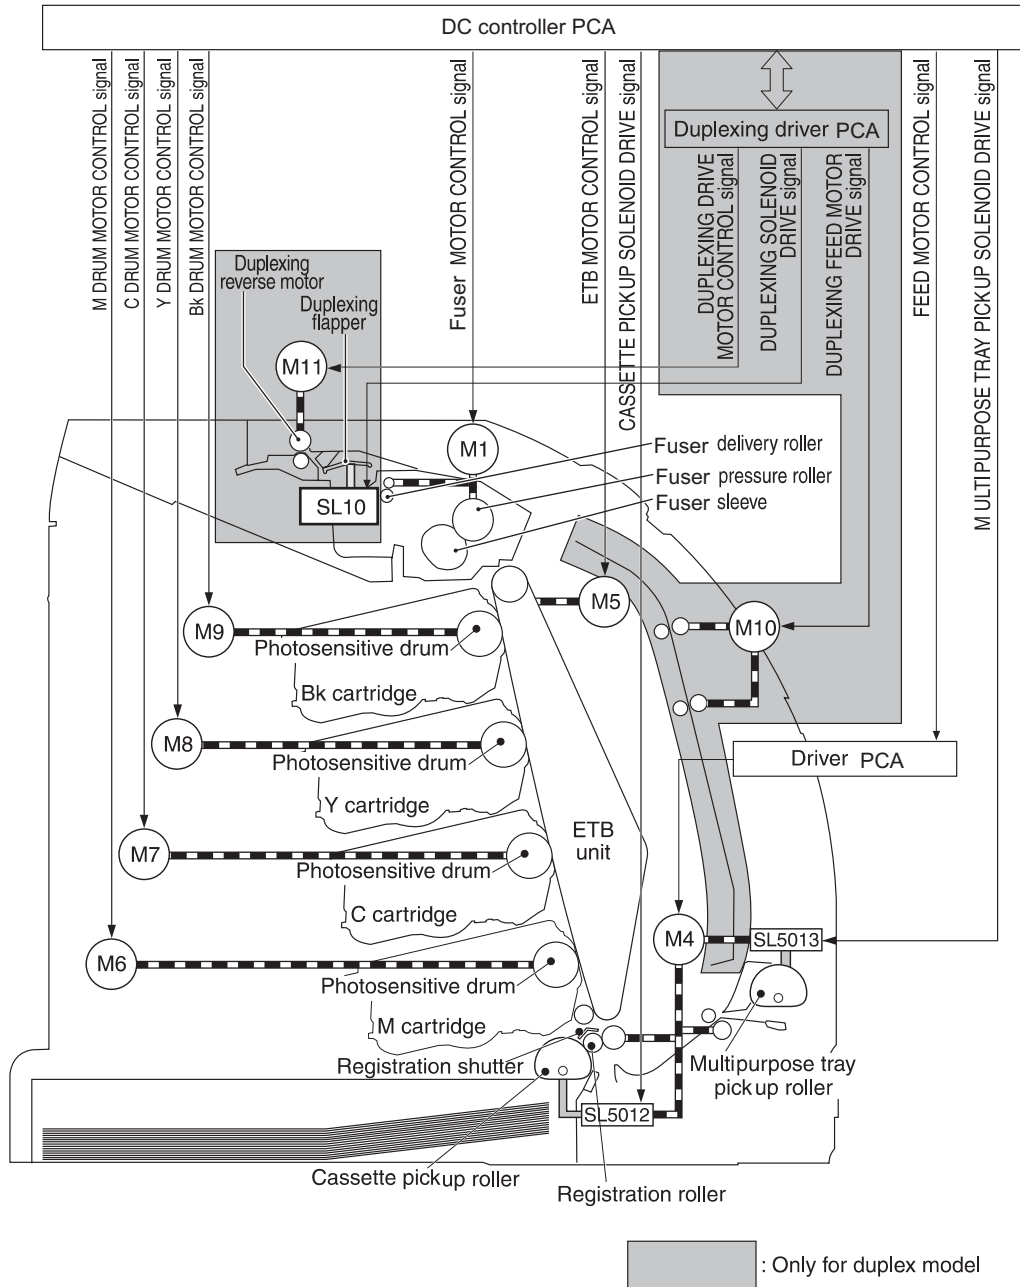 DC controller PCA
M DRUM MOTOR CONTROL signal
C DRUM MOTOR CONTROL signal
Y DRUM MOTOR CONTROL signal
Bk DRUM MOTOR CONTROL signal
Fuser MOTOR CONTROL signal
ETB MOTOR CONTROL signal
CASSETTE PICKUP SOLENOID DRIVE signal
Duplexing driver PCA
DUPLEXING DRIVE
MOTOR CONTROL signal
DUPLEXING SOLENOID
DRIVE signal
DUPLEXING FEED MOTOR
DRIVE signal
FEED MOTOR CONTROL signal
M ULTIPURPOSE TRAY PICKUP SOLENOID DRIVE signal
Duplexing
reverse motor
Duplexing
flapper
M11
M1
Fuser delivery roller
Fuser pressure roller
Fuser sleeve
SL10
M5
M9
M10
Photosensitive drum
Bk cartridge
M8
Photosensitive drum
Y cartridge
Driver PCA
ETB
unit
M7
Photosensitive drum
C cartridge
M4
SL5013
M6
Photosensitive drum
M cartridge
Registration shutter
Multipurpose tray
pickup roller
SL5012
Cassette pickup roller
Registration roller
: Only for duplex model